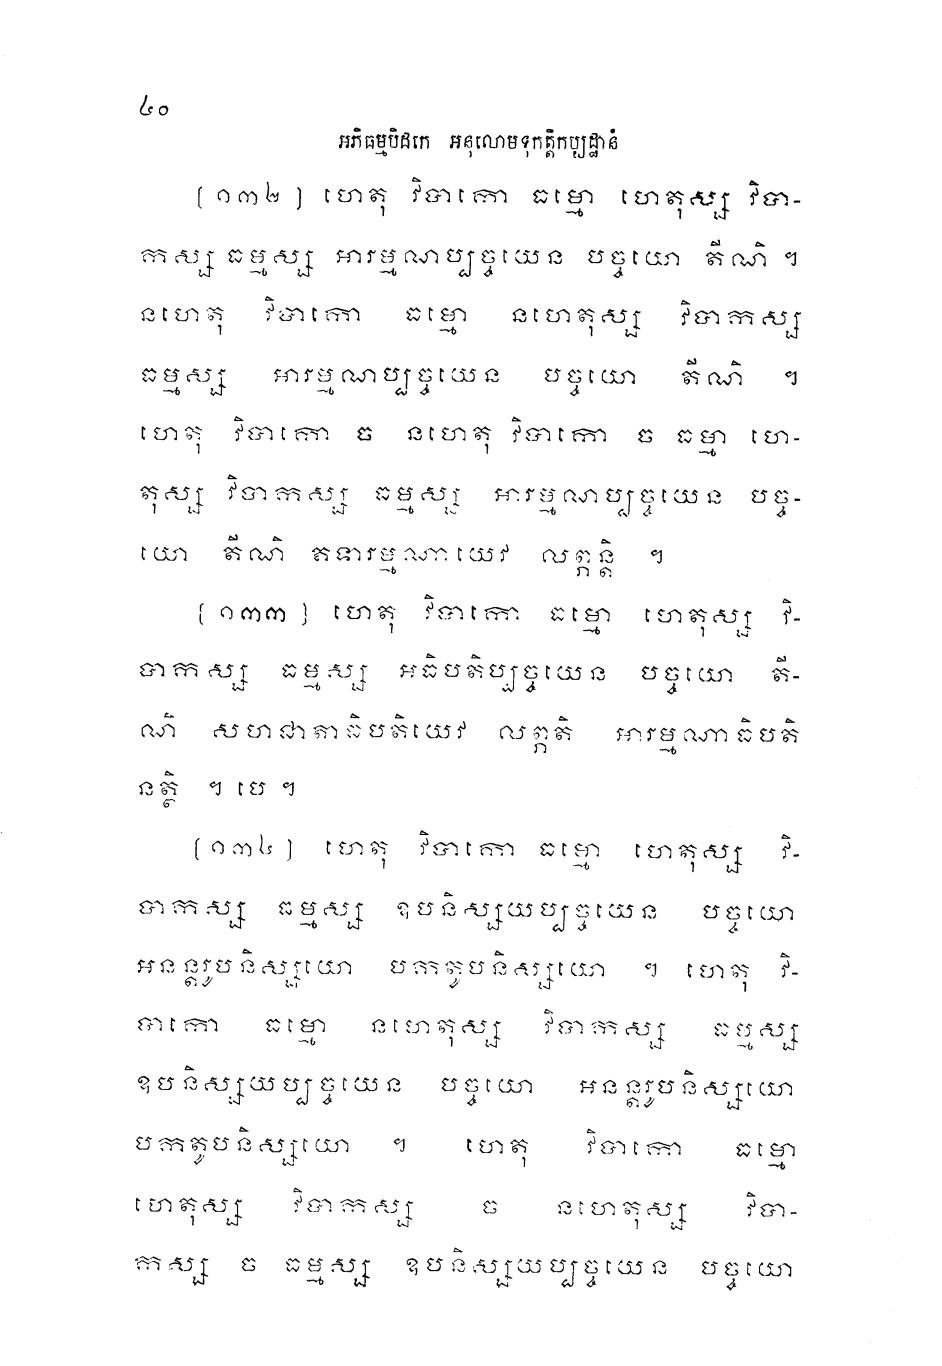 ៤០
អភិធម្មបិដកេ អនុលោមទុកត្តិកប្បដ្ឋានំ
[១៣២] ហេតុ វិបាកោ ធម្មោ ហេតុស្ស វិបា-
កស្ស ធម្មស្ស អារម្មណប្បច្ចយេន បច្ចយោ តីណិ ។
នហេតុ វិបាកោ ធម្មោ នហេតុស្ស វិបាកស្ស
ធម្មស្ស អារម្មណប្បច្ចយេន បច្ចយោ តីណិ ។
ហេតុ វិបាកោ ច នហេតុ វិបាកោ ច ធម្មា ហេ-
តុស្ស វិបាកស្ស ធម្មស្ស អារម្មណប្បច្ចយេន បច្ច-
យោ តីណិ តទារម្មណាយេវ លព្ភន្តិ ។
[១៣៣] ហេតុ វិបាកោ ធម្មោ ហេតុស្ស វិ-
បាកស្ស ធម្មស្ស អធិបតិប្បច្ចយេន បច្ចយោ តី-
ណិ សហជាតាធិបតិយេវ លព្ភតិ អារម្មណាធិបតិ
នត្ថិ ។ បេ ។
[១៣៤] ហេតុ វិបាកោ ធម្មោ ហេតុស្ស វិ-
បាកស្ស ធម្មស្ស ឧបនិស្សយប្បច្ចយេន បច្ចយោ
អនន្តរូបនិស្សយោ បកតូបនិស្សយោ ។ ហេតុ វិ-
បាកោ ធម្មោ នហេតុស្ស វិបាកស្ស ធម្មស្ស
ឧបនិស្សយប្បច្ចយេន បច្ចយោ អនន្តរូបនិស្សយោ
បកតូបនិស្សយោ ។ ហេតុ វិបាកោ ធម្មោ
ហេតុស្ស វិបាកស្ស ច នហេតុស្ស វិបា-
កស្ស ច ធម្មស្ស ឧបនិស្សយប្បច្ចយេន បច្ចយោ